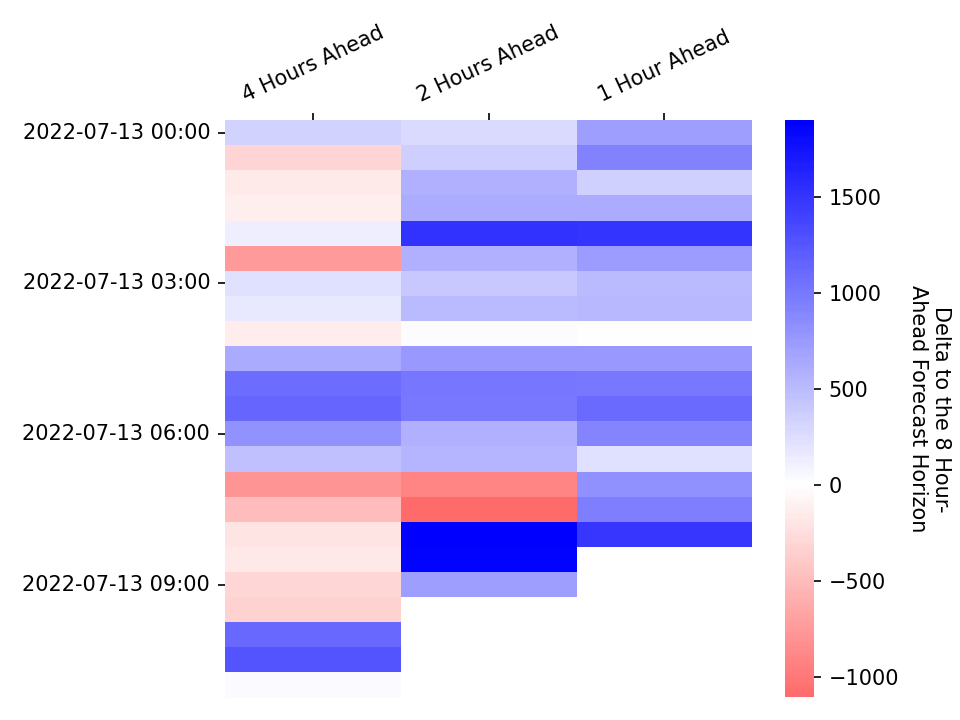 4 Hours Ahead
2 Hours Ahead
1 Hour Ahead
2022-07-13 00:00
2022-07-13 03:00
2022-07-13 06:00
2022-07-13 09:00
1500
1000
500
0
−500
−1000
Delta to the 8 Hour-
Ahead Forecast Horizon